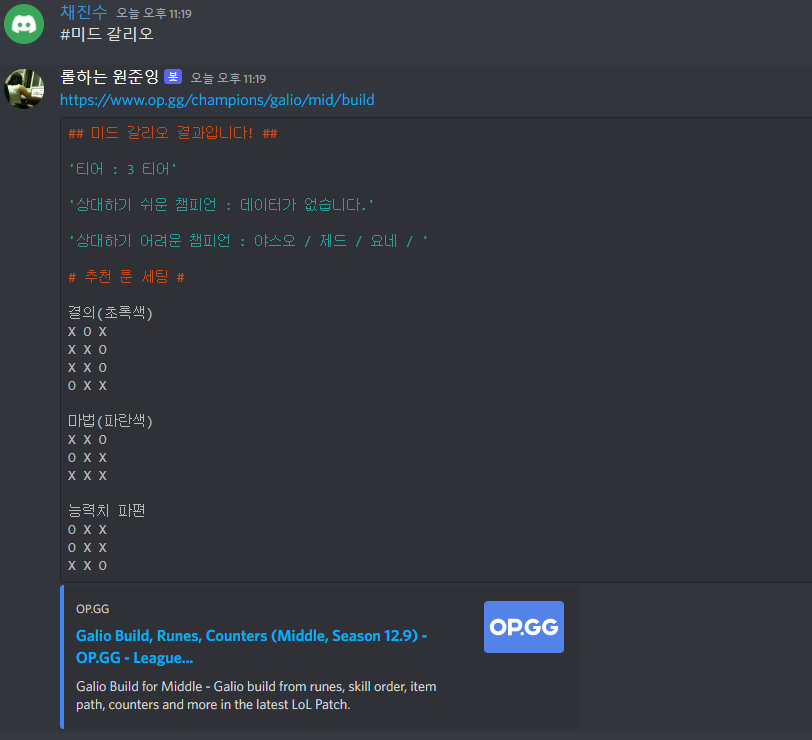 채진수 오늘 오후 11:19
#미드 갈리오
롤하는 원준잉 봇 오늘 오후 11:19
https://www.op.gg/champions/galio/mid/build
## 미드 갈리오 결과입니다! ##
'티어 : 3 티어'
'상대하기 쉬운 챔피언 : 데이터가 없습니다.'
'상대하기 어려운 챔피언 : 야스오 / 제드 / 요네 / '
# 추천 룬 세팅 #
결의(초록색)
X O X
X X O
X X O
O X X
마법(파란색)
X X O
O X X
X X X
능력치 파편
O X X
O X X
X X O
OP.GG
Galio Build, Runes, Counters (Middle, Season 12.9) -
OP.GG - League...
OP.GG
Galio Build for Middle - Galio build from runes, skill order, item
path, counters and more in the latest LoL Patch.